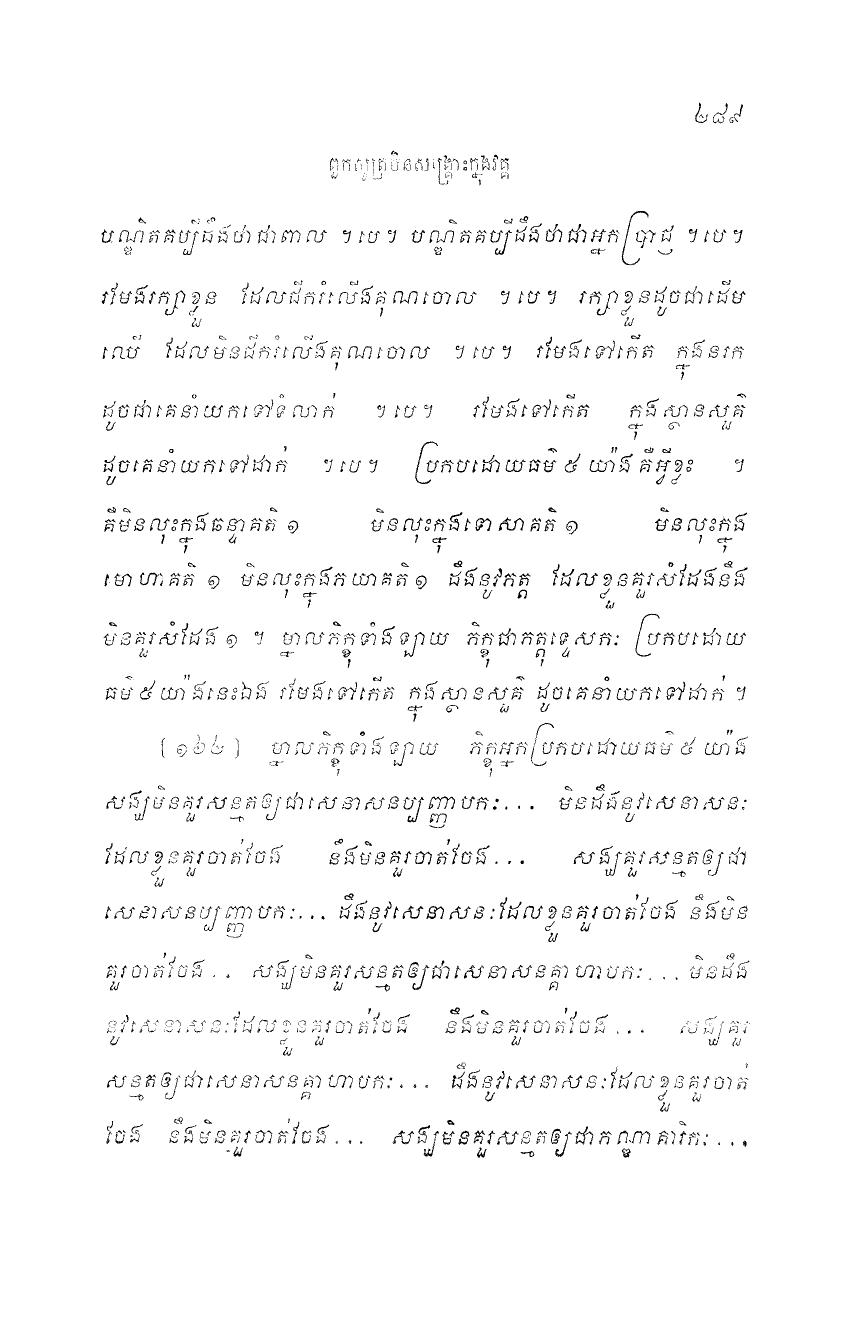 ២៨៩
ពួកសូត្រមិនសង្គ្រោះក្នុងវគ្គ
បណ្ឌិតគប្បីដឹងថាជាពាល ។បេ។ បណ្ឌិតគប្បីដឹងថាជាអ្នកប្រាជ្ញ ។បេ។
រមែងរក្សាខ្លួន ដែលជីករំលើងគុណចោល ។បេ។ រក្សាខ្លួនដូចជាដើម
ឈើ ដែលមិនជីករំលើងគុណចោល ។បេ។ រមែងទៅកើត ក្នុងនរក
ដូចជាគេនាំយកទៅទំលាក់ ។បេ។ រមែងទៅកើត ក្នុងស្ថានសួគ៌
ដូចគេនាំយកទៅដាក់ ។បេ។ ប្រកបដោយធម៌ ៥ យ៉ាង គឺអ្វីខ្លះ ។
គឺមិនលុះក្នុងឆន្ទាគតិ ១ មិនលុះក្នុងទោសាគតិ ១ មិនលុះក្នុង
មោហាគតិ ១ មិនលុះក្នុងភយាគតិ ១ ដឹងនូវភត្ត ដែលខ្លួនគួរសំដែងនឹង
មិនគួរសំដែង ១ ។ ម្នាលភិក្ខុទាំងឡាយ ភិក្ខុជាភត្តុទ្ទេសកៈ ប្រកបដោយ
ធម៌ ៥ យ៉ាងនេះឯង រមែងទៅកើត ក្នុងស្ថានសួគ៌ ដូចគេនាំយកទៅដាក់ ។
(១៦៤) ម្នាលភិក្ខុទាំងឡាយ ភិក្ខុអ្នកប្រកបដោយធម៌ ៥ យ៉ាង
សង្ឃមិនគួរសន្មតឲ្យជាសេនាសនប្បញ្ញាបកៈ... មិនដឹងនូវសេនាសនៈ
ដែលខ្លួនគួរចាត់ចែង នឹងមិនគួរចាត់ចែង... សង្ឃគួរសន្មតឲ្យជា
សេនាសនប្បញ្ញាបកៈ... ដឹងនូវសេនាសនៈដែលខ្លួនគួរចាត់ចែង នឹងមិន
គួរចាត់ចែង.. សង្ឃមិនគួរសន្មតឲ្យជាសេនាសនគ្គាហាបកៈ... មិនដឹង
នូវសេនាសនៈដែលខ្លួនគួរចាត់ចែង នឹងមិនគួរចាត់ចែង... សង្ឃគួរ
សន្មតឲ្យជាសេនាសនគ្គាហាបកៈ... ដឹងនូវសេនាសនៈដែលខ្លួនគួរចាត់
ចែង នឹងមិនគួរចាត់ចែង... សង្ឃមិនគួរសន្មតឲ្យជាភណ្ឌាគារិកៈ...